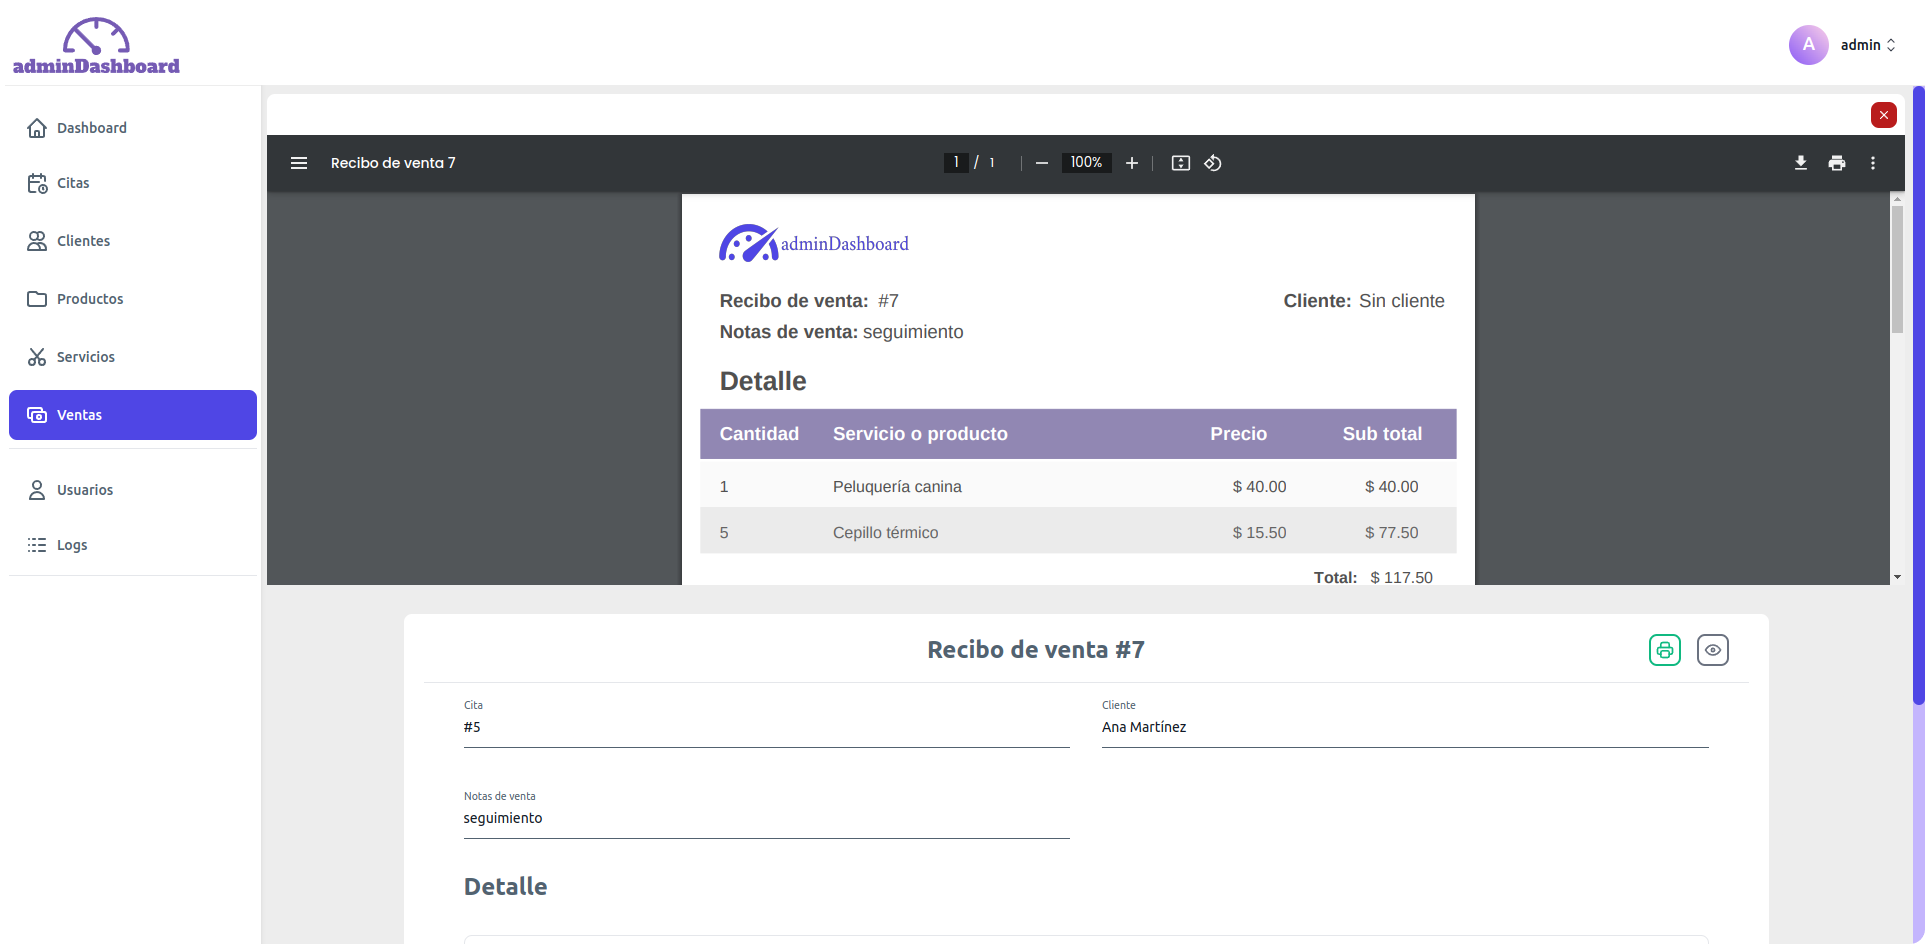 adminDashboard
A admin
Dashboard
Citas
Clientes
Productos
Servicios
Ventas
Usuarios
Logs
Recibo de venta 7
1 / 1
100%
adminDashboard
Recibo de venta: #7
Cliente: Sin cliente
Notas de venta: seguimiento
Detalle
Cantidad Servicio o producto Precio Sub total
1 Peluquería canina $ 40.00 $ 40.00
5 Cepillo térmico $ 15.50 $ 77.50
Total: $ 117.50
Recibo de venta #7
Cita
#5
Cliente
Ana Martínez
Notas de venta
seguimiento
Detalle